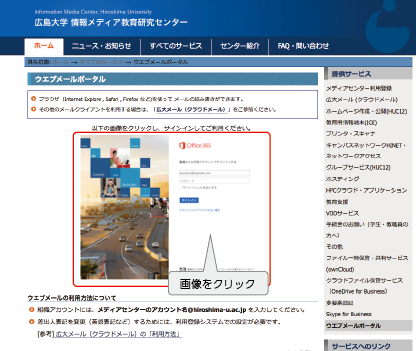 Information Media Center, Hiroshima University
広島大学 情報メディア教育研究センター
ホーム
ニュース・お知らせ
すべてのサービス
センター紹介
FAQ・問い合わせ
現在位置: ホーム → すべてのサービス → ウエブメールポータル
ウエブメールポータル
ブラウザ (Internet Explore , Safari , Firefox など)を使って メールの読み書きができます。
その他のメールクライアントを利用する場合は、「広大メール（クラウドメール）」をご参照ください。
以下の画像をクリックし、サインインしてご利用ください。
Office 365
画像をクリック
ウエブメールの利用方法について
組織アカウントには、メディアセンターのアカウント名@hiroshima-u.ac.jp を入力してください。
差出人表記を変更（英語表記など）するためには、利用登録システムでの設定が必要です。
[参考] 広大メール（クラウドメール）の「利用方法」
提供サービス
メディアセンター利用登録
広大メール（クラウドメール）
ホームページ作成・公開(HUC12)
教育用情報端末(ICE)
プリンタ・スキャナ
キャンパスネットワークHINET・
ネットワークアクセス
グループサービス(HUC12)
ホスティング
HPCクラウド・アプリケーション
教育支援
VODサービス
手続きのお願い（学生・教職員の
方へ）
その他
ファイル一時保管・共有サービス
(ownCloud)
クラウドファイル保管サービス
（OneDrive for Business）
多要素認証
Skype for Business
ウエブメールポータル
サービスへのリンク